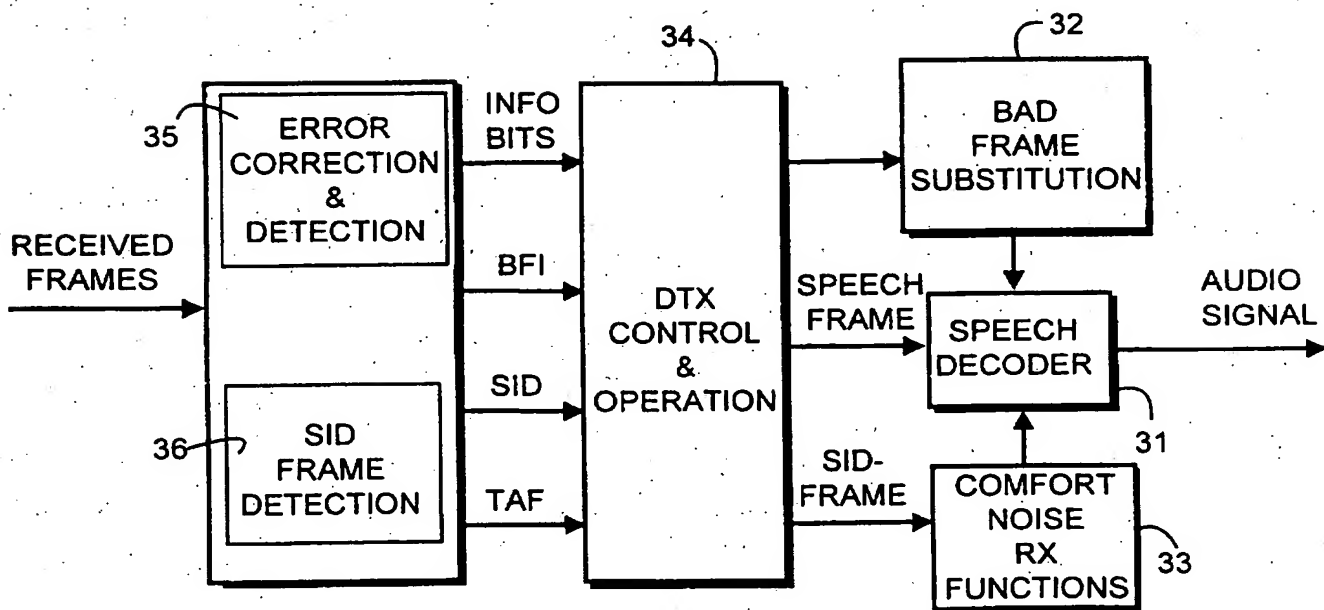 RECEIVED
FRAMES
35
ERROR
CORRECTION
&
DETECTION
36
SID
FRAME
DETECTION
INFO
BITS
BFI
SID
TAF
34
DTX
CONTROL
&
OPERATION
SPEECH
FRAME
SID-
FRAME
32
BAD
FRAME
SUBSTITUTION
SPEECH
DECODER
31
COMFORT
NOISE
RX
FUNCTIONS
33
AUDIO
SIGNAL